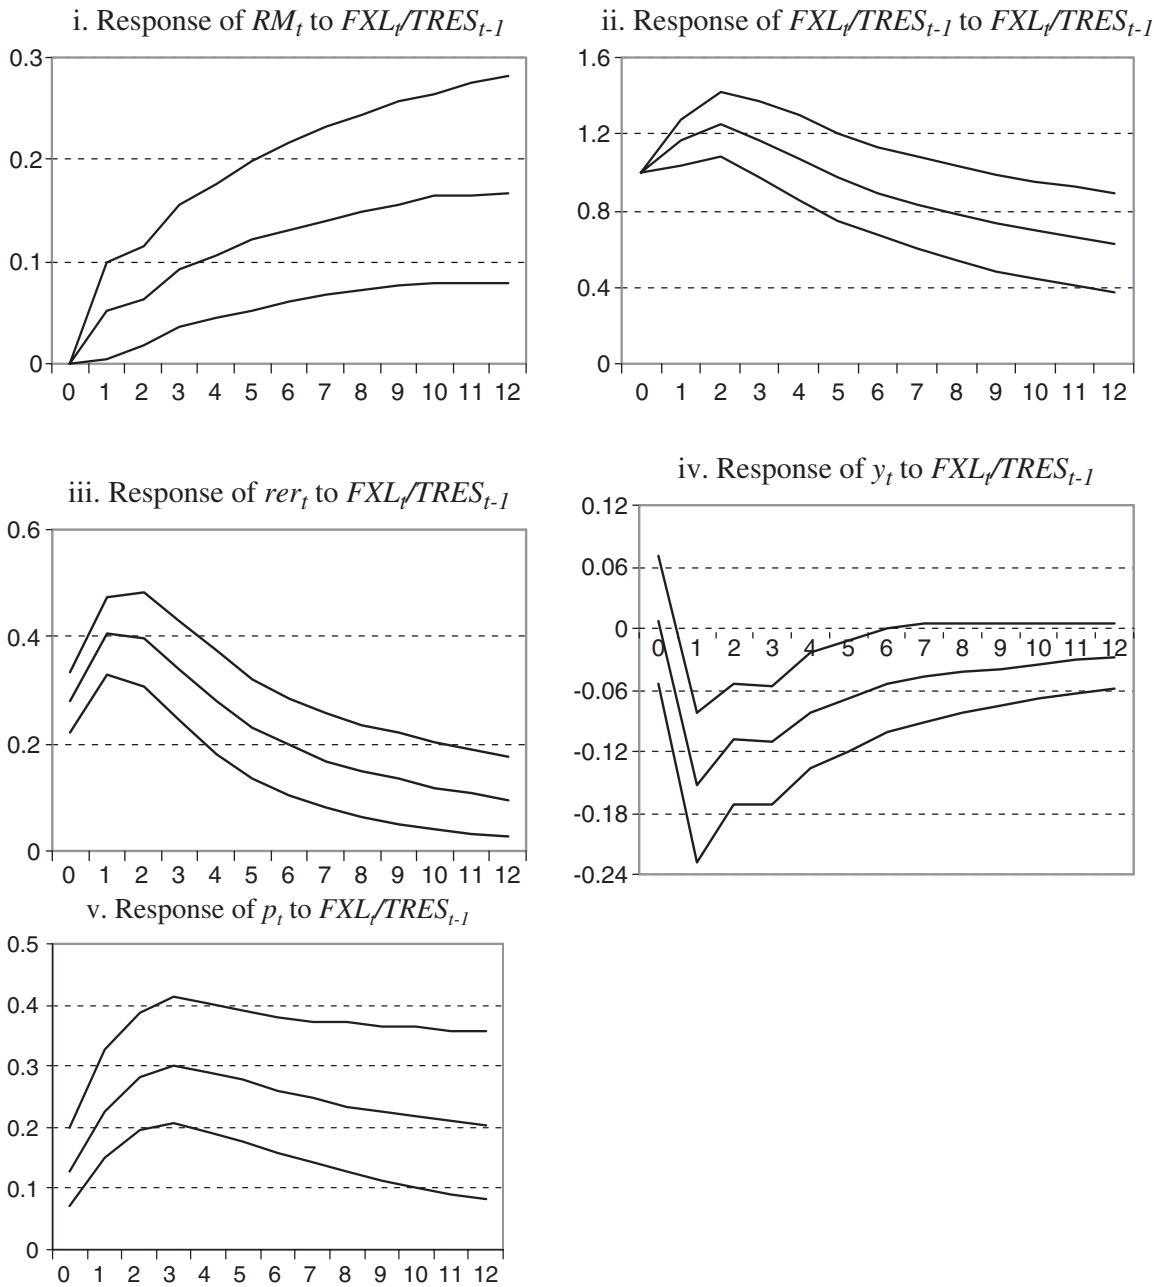 i. Response of RMt to FXLt/TRESt-1
0.3
0.2
0.1
0
0 1 2 3 4 5 6 7 8 9 10 11 12
ii. Response of FXLt/TRESt-1 to FXLt/TRESt-1
1.6
1.2
0.8
0.4
0
0 1 2 3 4 5 6 7 8 9 10 11 12
iii. Response of rert to FXLt/TRESt-1
0.6
0.4
0.2
0
0 1 2 3 4 5 6 7 8 9 10 11 12
iv. Response of yt to FXLt/TRESt-1
0.12
0.06
0
-0.06
-0.12
-0.18
-0.24
0 1 2 3 4 5 6 7 8 9 10 11 12
v. Response of pt to FXLt/TRESt-1
0.5
0.4
0.3
0.2
0.1
0
0 1 2 3 4 5 6 7 8 9 10 11 12